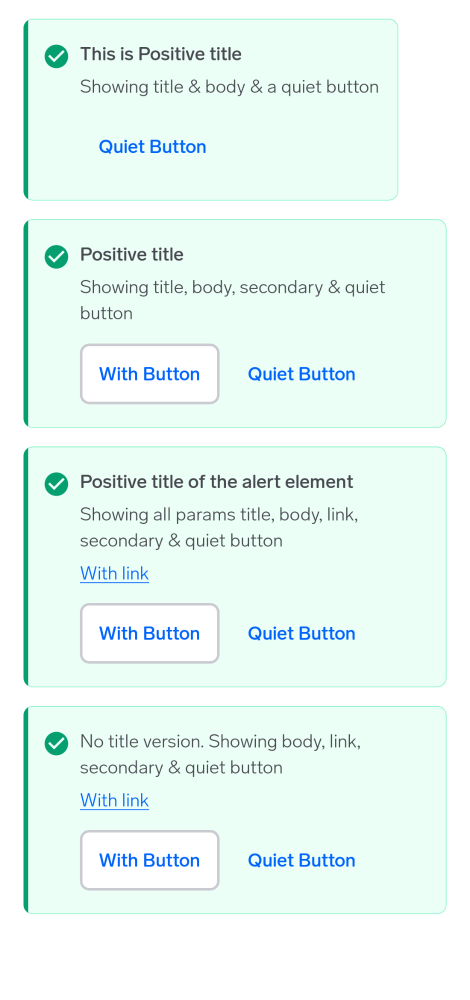 This is Positive title
Showing title & body & a quiet button
Quiet Button
Positive title
Showing title, body, secondary & quiet
button
With Button
Quiet Button
Positive title of the alert element
Showing all params title, body, link,
secondary & quiet button
With link
With Button
Quiet Button
No title version. Showing body, link,
secondary & quiet button
With link
With Button
Quiet Button